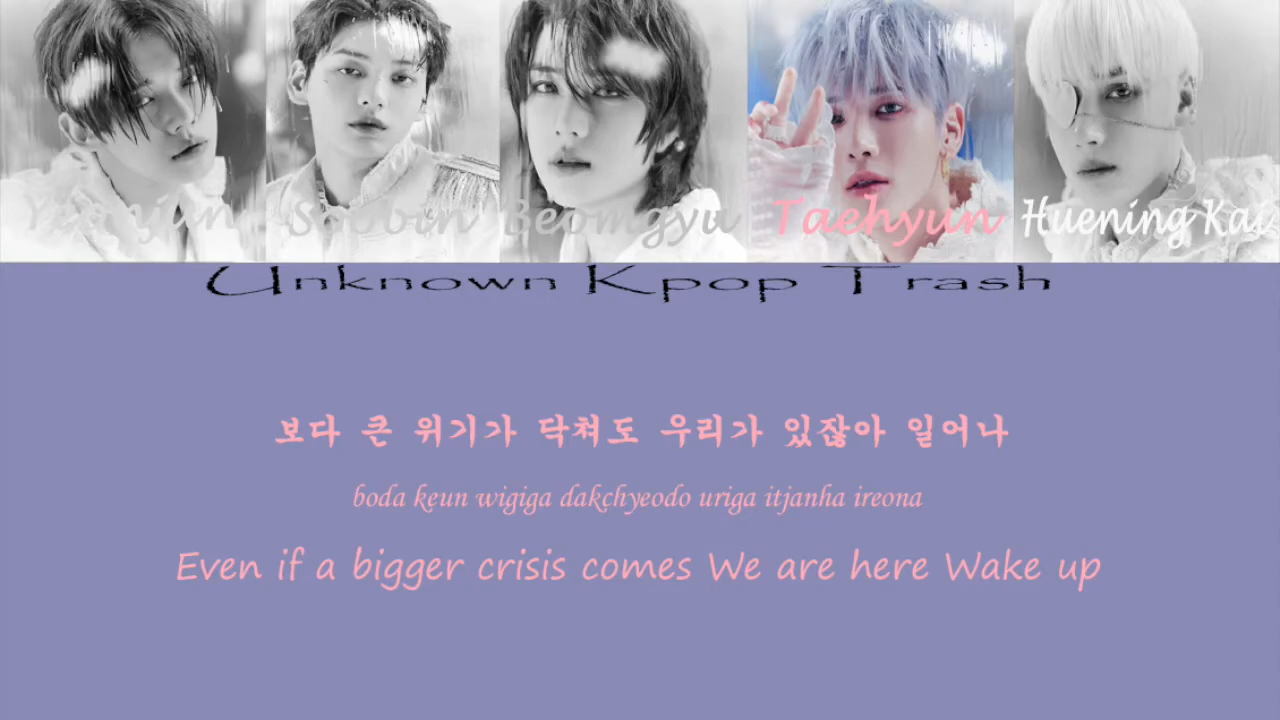 Yeonjun Soobin Beomgyu Taehyun Huening Kai
Unknown Kpop Trash
보다 큰 위기가 닥쳐도 우리가 있잖아 일어나
boda keun wigiga dakchyeodo uriga itjanha ireona
Even if a bigger crisis comes We are here Wake up